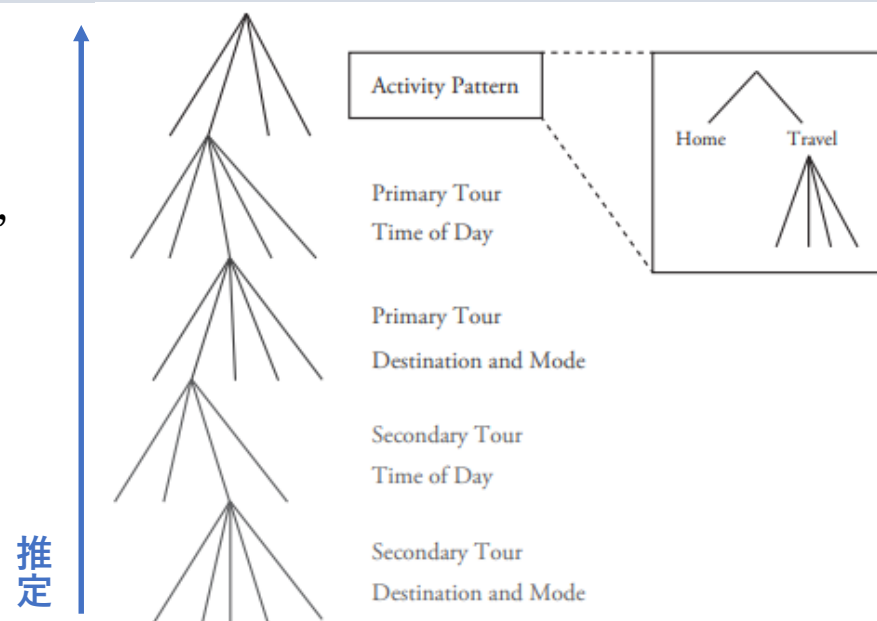 ,
Activity Pattern
Home
Travel
Primary Tour
Time of Day
Primary Tour
Destination and Mode
Secondary Tour
Time of Day
Secondary Tour
Destination and Mode
推定